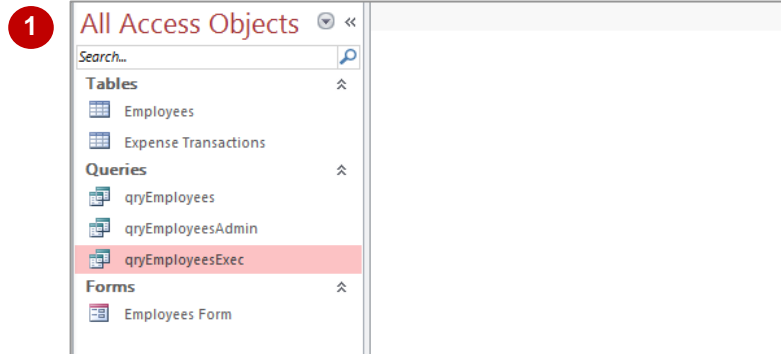 1
All Access Objects
Search...
Tables
Employees
Expense Transactions
Queries
qryEmployees
qryEmployeesAdmin
qryEmployeesExec
Forms
Employees Form